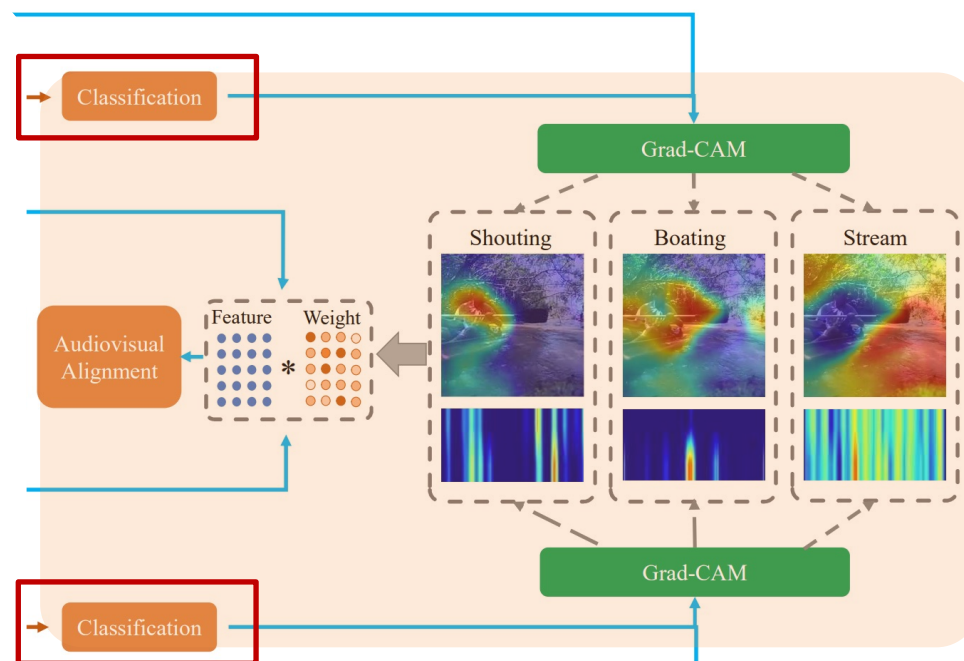 Classification
Grad-CAM
Shouting
Boating
Stream
Feature
Weight
*
Audiovisual
Alignment
Grad-CAM
Classification